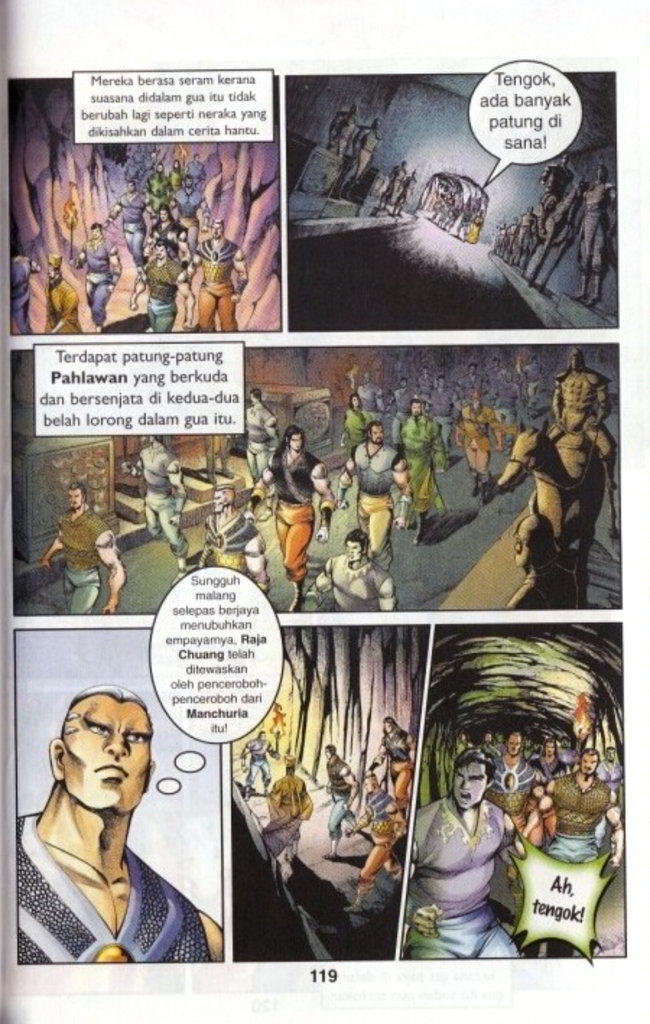 Mereka berasa seram kerana
suasana didalam gua itu tidak
berubah lagi seperti neraka yang
dikisahkan dalam cerita hantu.
Tengok,
ada banyak
patung di
sana!
Terdapat patung-patung
Pahlawan yang berkuda
dan bersenjata di kedua-dua
belah lorong dalam gua itu.
Sungguh
malang
selepas berjaya
menubuhkan
empayarnya, Raja
Chuang telah
ditewaskan
oleh penceroboh-
penceroboh dari
Manchuria
itu!
Ah,
tengok!
119